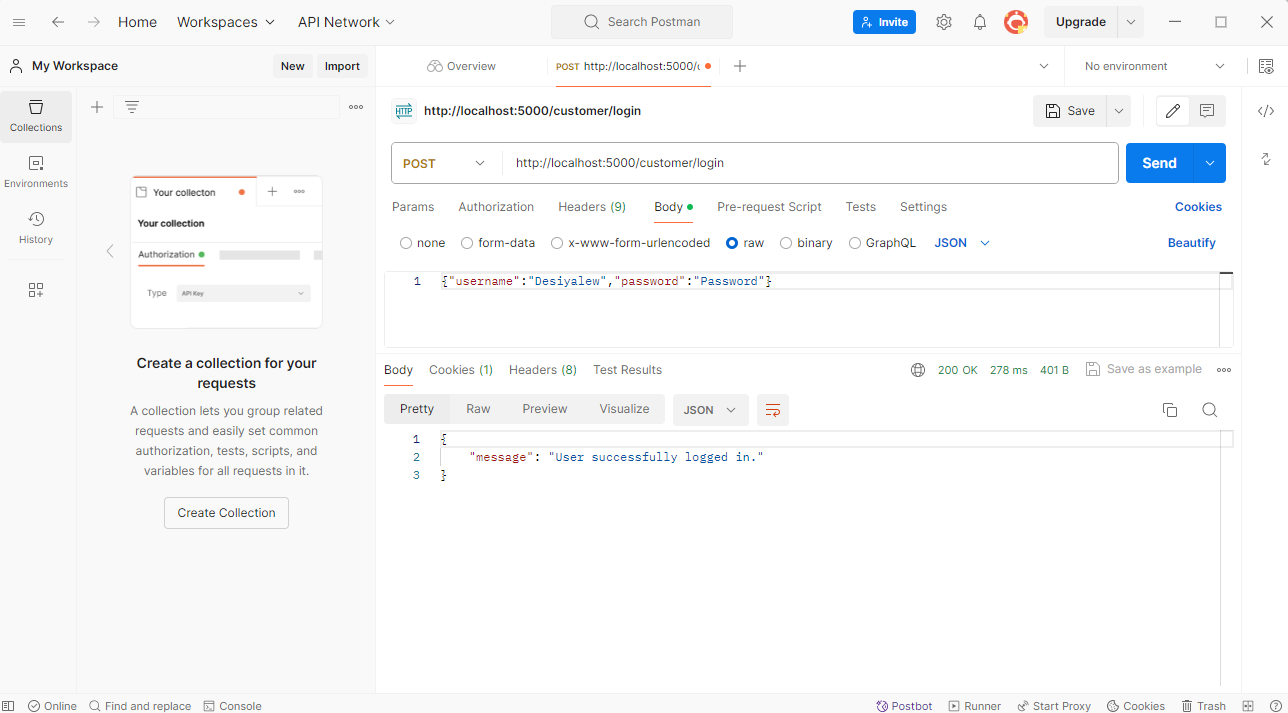 Home Workspaces API Network Search Postman Invite Upgrade
My Workspace New Import Overview POST http://localhost:5000/c No environment
Collections
Environments
History
Your collecton
Your collection
Authorization
Type API Key
Create a collection for your
requests
A collection lets you group related
requests and easily set common
authorization, tests, scripts, and
variables for all requests in it.
Create Collection
HTTP http://localhost:5000/customer/login Save
POST http://localhost:5000/customer/login Send
Params Authorization Headers (9) Body Pre-request Script Tests Settings Cookies
none form-data x-www-form-urlencoded raw binary GraphQL JSON Beautify
1 {"username":"Desiyalew","password":"Password"}
Body Cookies (1) Headers (8) Test Results 200 OK 278 ms 401 B Save as example
Pretty Raw Preview Visualize JSON
1 {
2 "message": "User successfully logged in."
3 }
Online Find and replace Console Postbot Runner Start Proxy Cookies Trash